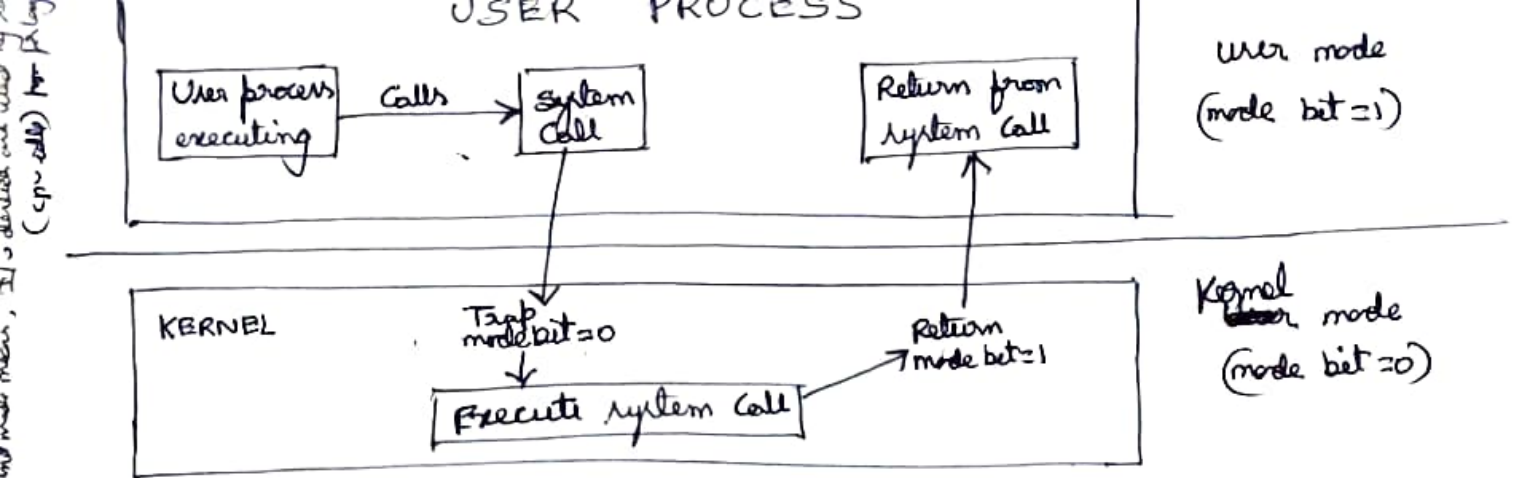 USER PROCESS
User process
executing
Calls
System
Call
Return from
system Call
user mode
(mode bit=1)
KERNEL
Trap
mode bit=0
Execute system Call
Return
mode bit=1
Kernel
mode
(mode bit=0)